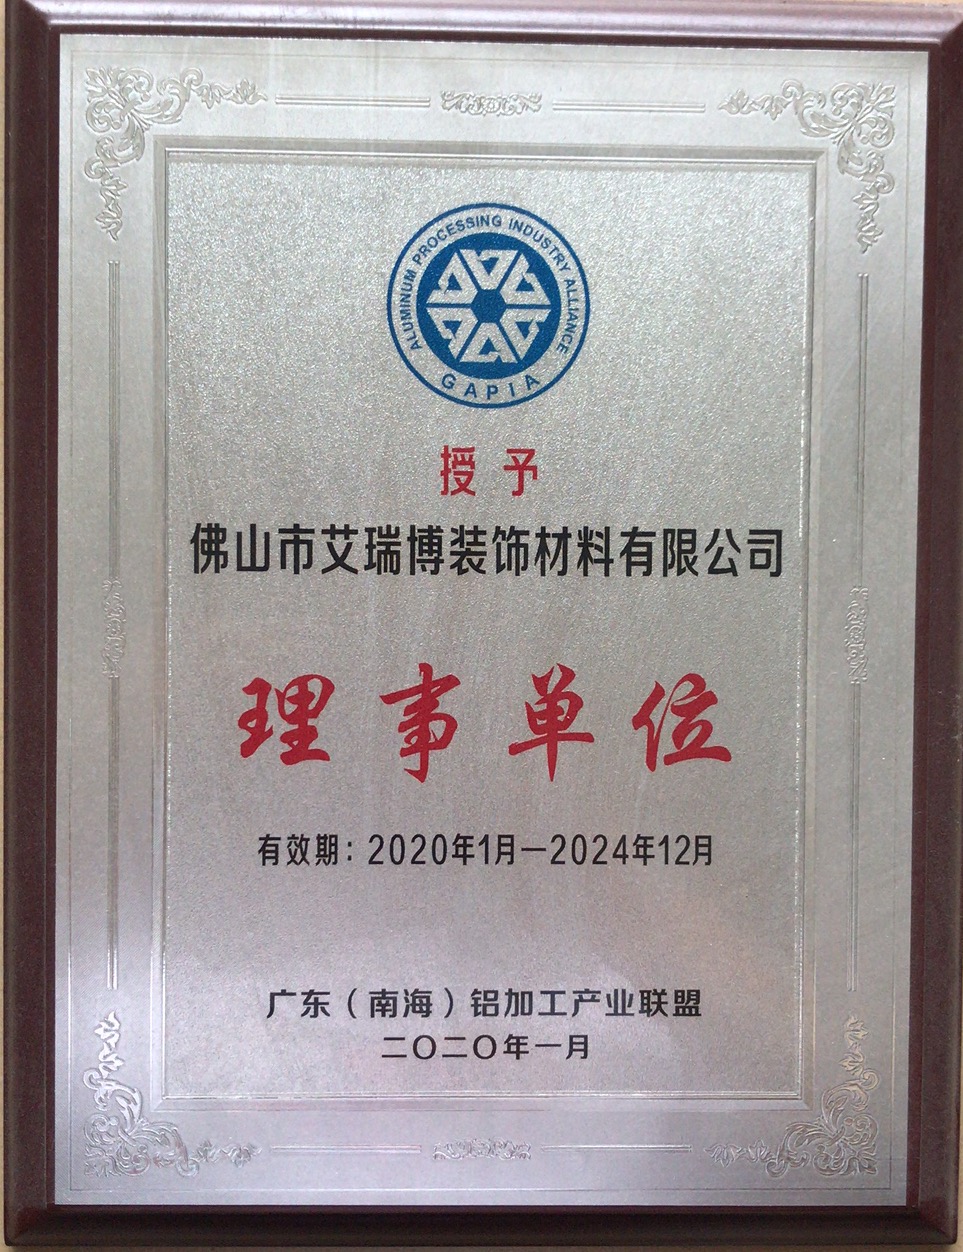 ALUMINUM PROCESSING INDUSTRY ALLIANCE
GAPIA
授予
佛山市艾瑞博装饰材料有限公司
理事单位
有效期：2020年1月—2024年12月
广东（南海）铝加工产业联盟
二〇二〇年一月